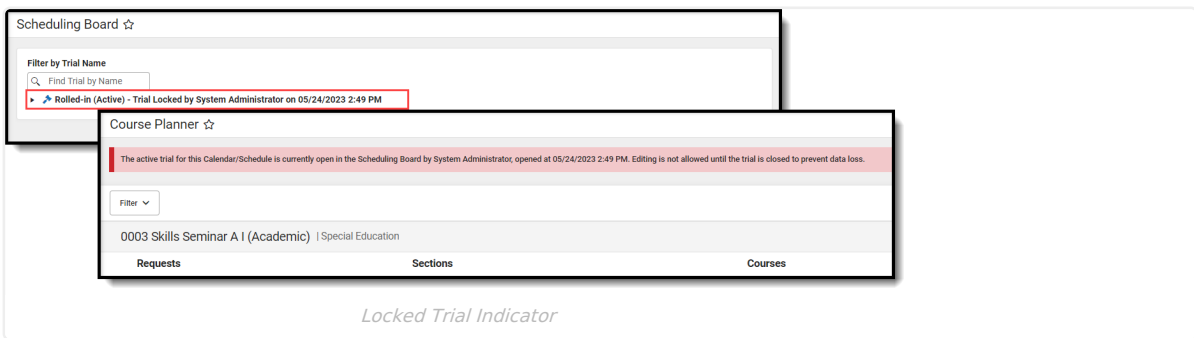 Scheduling Board ☆
Filter by Trial Name
Find Trial by Name
Rolled-in (Active) - Trial Locked by System Administrator on 05/24/2023 2:49 PM
Course Planner ☆
The active trial for this Calendar/Schedule is currently open in the Scheduling Board by System Administrator, opened at 05/24/2023 2:49 PM. Editing is not allowed until the trial is closed to prevent data loss.
Filter
0003 Skills Seminar A I (Academic) | Special Education
Requests Sections Courses
Locked Trial Indicator